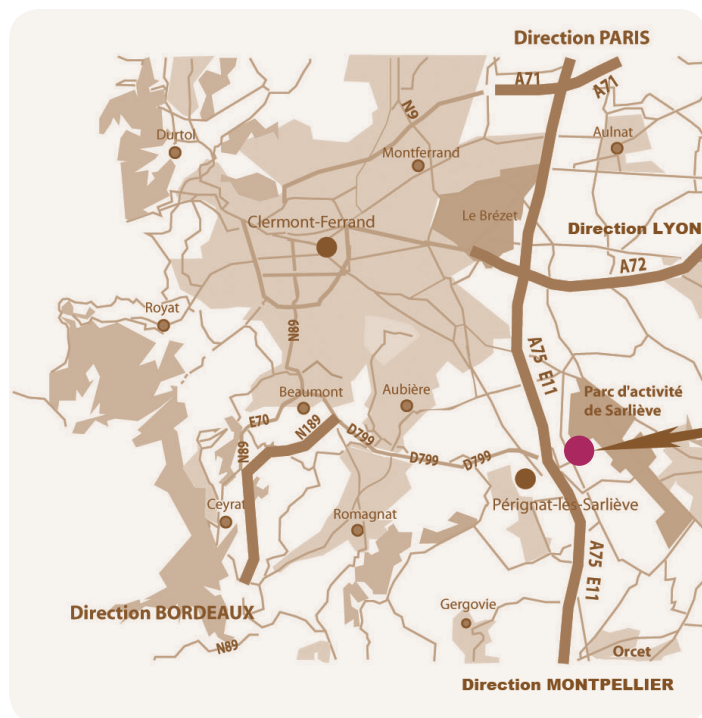 Direction PARIS
A71
A71
N9
Durtol
Aulnat
Montferrand
Le Brézet
Clermont-Ferrand
Direction LYON
A72
Royat
N89
A75 E11
Parc d'activité
de Sarliève
Beaumont
Aubière
E70
N189
D799
N89
D799
D799
Ceyrat
Pérignat-lès-Sarliève
Romagnat
A75 E11
Direction BORDEAUX
Gergovie
N89
Orcet
Direction MONTPELLIER